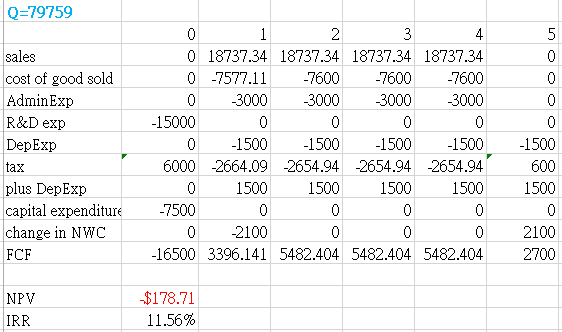 Q=79759
0 1 2 3 4 5
sales 0 18737.34 18737.34 18737.34 18737.34 0
cost of good sold 0 -7577.11 -7600 -7600 -7600 0
AdminExp 0 -3000 -3000 -3000 -3000 0
R&D exp -15000 0 0 0 0 0
DepExp 0 -1500 -1500 -1500 -1500 -1500
tax 6000 -2664.09 -2654.94 -2654.94 -2654.94 600
plus DepExp 0 1500 1500 1500 1500 1500
capital expenditure -7500 0 0 0 0 0
change in NWC 0 -2100 0 0 0 2100
FCF -16500 3396.141 5482.404 5482.404 5482.404 2700
NPV -$178.71
IRR 11.56%